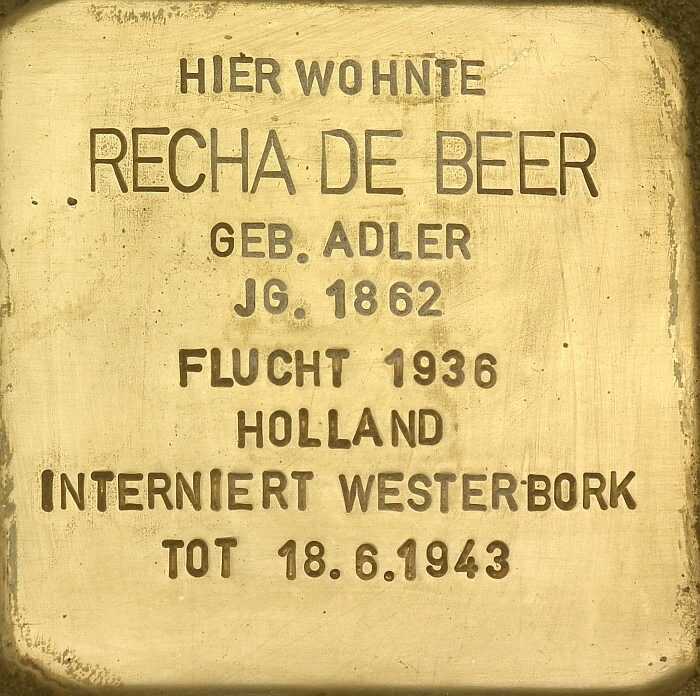 HIER WOHNTE
RECHA DE BEER
GEB. ADLER
JG. 1862
FLUCHT 1936
HOLLAND
INTERNIERT WESTERBORK
TOT 18.6.1943